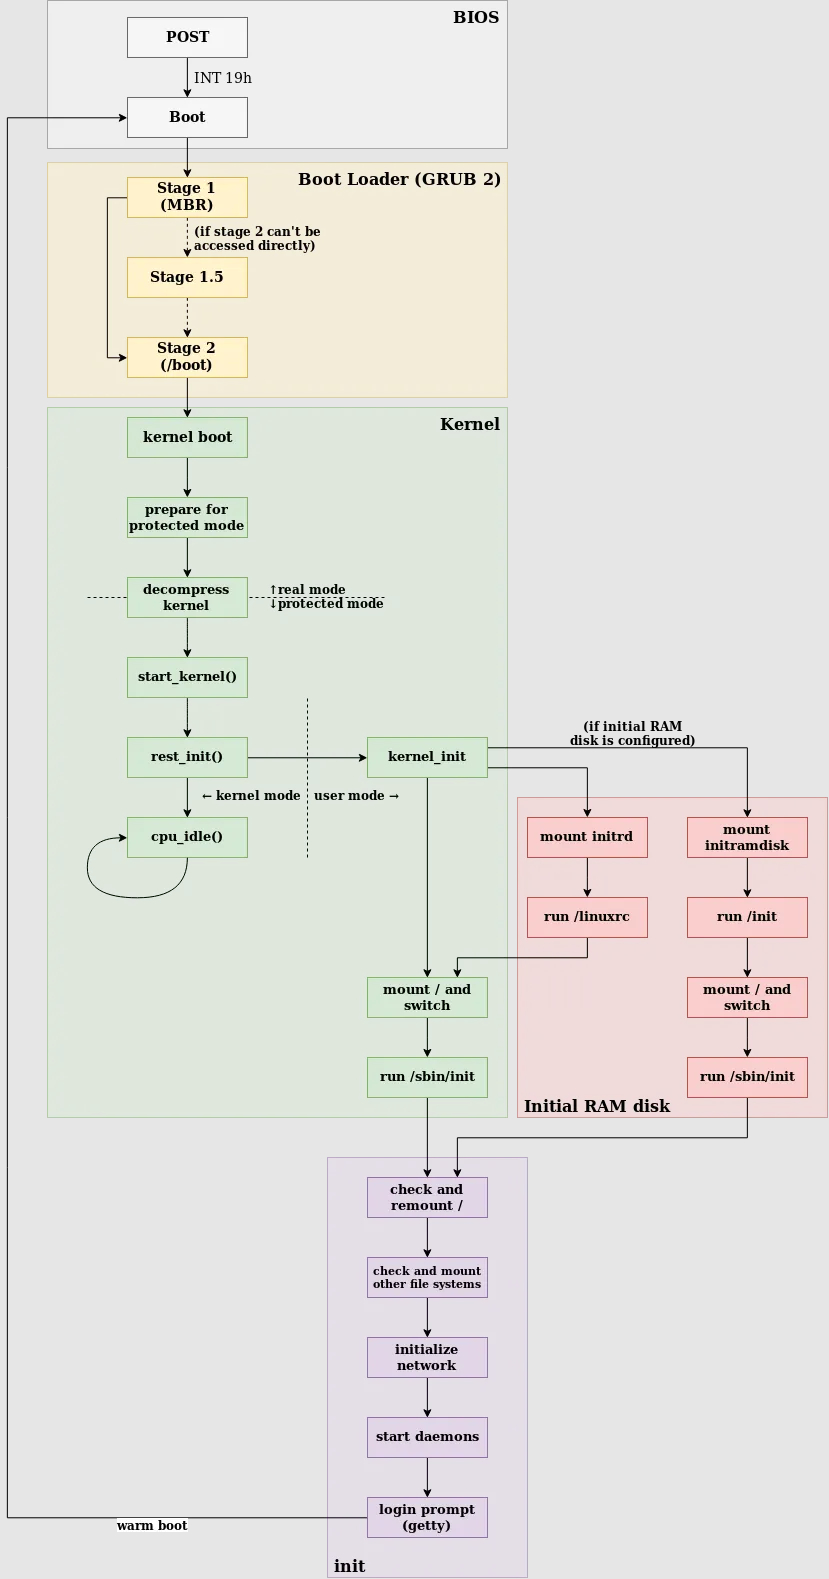 BIOS
POST
INT 19h
Boot
Boot Loader (GRUB 2)
Stage 1
(MBR)
(if stage 2 can't be
accessed directly)
Stage 1.5
Stage 2
(/boot)
Kernel
kernel boot
prepare for
protected mode
decompress
kernel
↑real mode
↓protected mode
start_kernel()
rest_init()
kernel_init
(if initial RAM
disk is configured)
← kernel mode
user mode →
cpu_idle()
mount initrd
mount
initramdisk
run /linuxrc
run /init
mount / and
switch
mount / and
switch
run /sbin/init
run /sbin/init
Initial RAM disk
check and
remount /
check and mount
other file systems
initialize
network
start daemons
login prompt
(getty)
warm boot
init